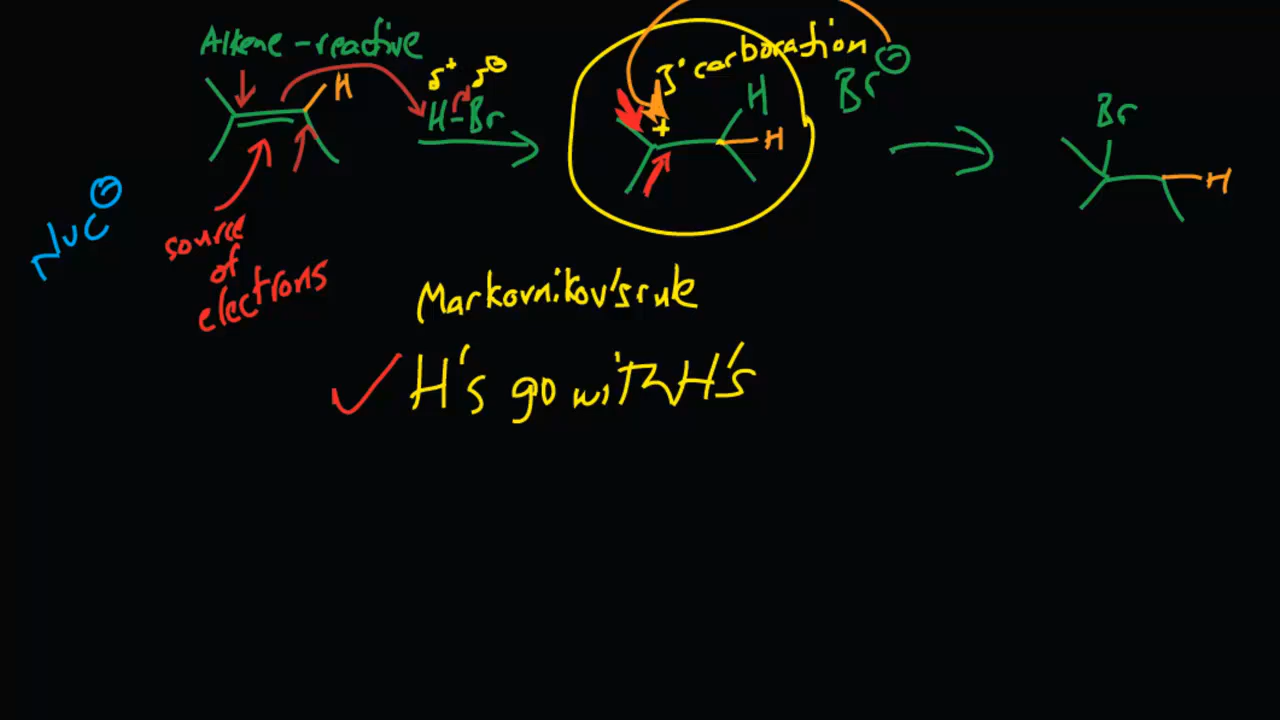 Alkene - reactive
H
δ+ δ⊖
H-Br
3° carbocation
+
H
H
Br⊖
Br
H
Nuc⊖
source
of
electrons
Markovnikov's rule
✓ H's go with H's